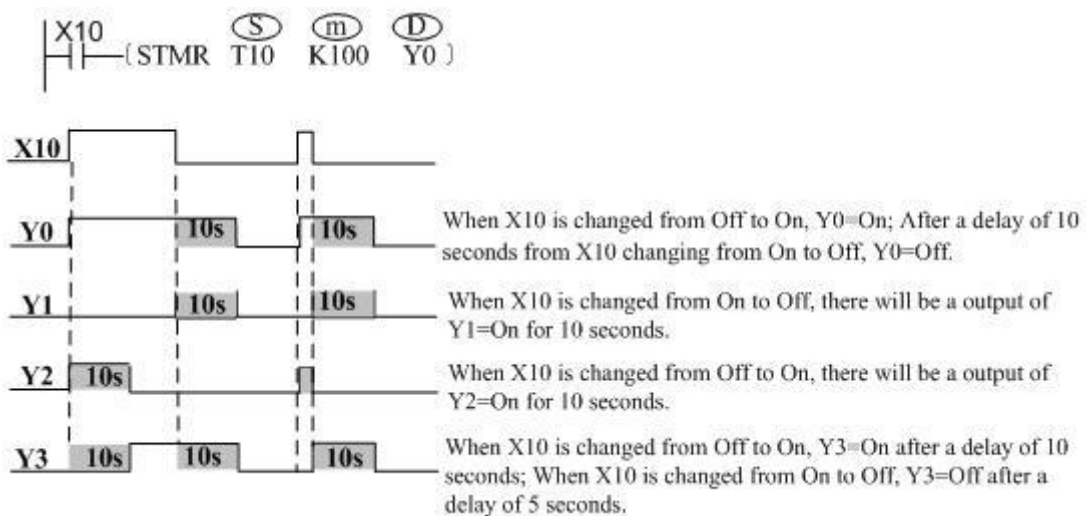 X10 S m D
STMR T10 K100 Y0
X10
Y0 10s 10s
When X10 is changed from Off to On, Y0=On; After a delay of 10
seconds from X10 changing from On to Off, Y0=Off.
Y1 10s 10s
When X10 is changed from On to Off, there will be a output of
Y1=On for 10 seconds.
Y2 10s
When X10 is changed from Off to On, there will be a output of
Y2=On for 10 seconds.
Y3 10s 10s 10s
When X10 is changed from Off to On, Y3=On after a delay of 10
seconds; When X10 is changed from On to Off, Y3=Off after a
delay of 5 seconds.